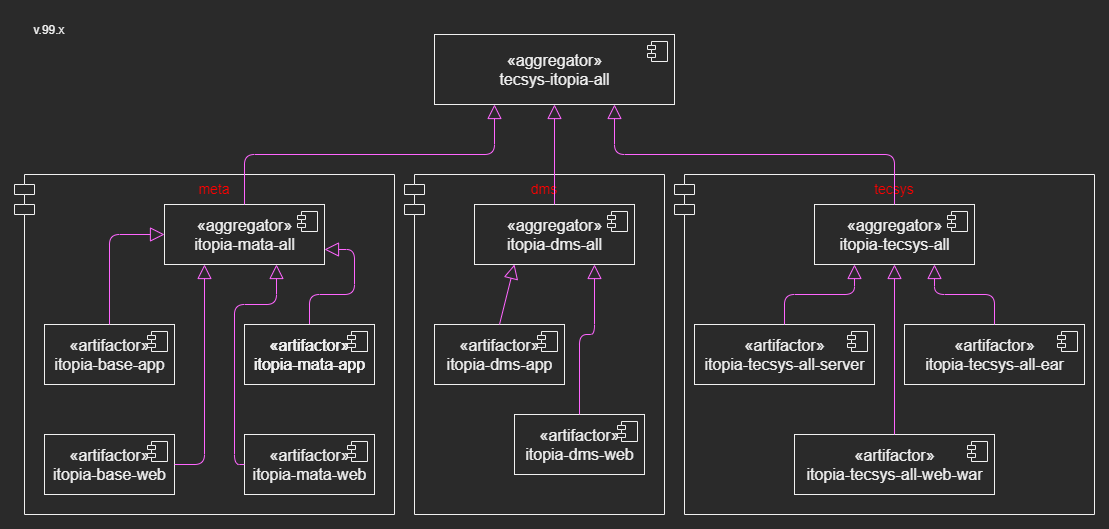 v.99.x
«aggregator»
tecsys-itopia-all
meta
dms
tecsys
«aggregator»
itopia-mata-all
«aggregator»
itopia-dms-all
«aggregator»
itopia-tecsys-all
«artifactor»
itopia-base-app
«artifactor»
itopia-mata-app
«artifactor»
itopia-dms-app
«artifactor»
itopia-tecsys-all-server
«artifactor»
itopia-tecsys-all-ear
«artifactor»
itopia-base-web
«artifactor»
itopia-mata-web
«artifactor»
itopia-dms-web
«artifactor»
itopia-tecsys-all-web-war